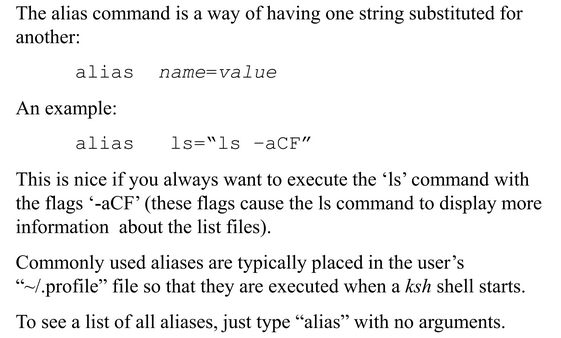 The alias command is a way of having one string substituted for
another:
alias name=value
An example:
alias ls=“ls -aCF”
This is nice if you always want to execute the ‘ls’ command with
the flags ‘-aCF’ (these flags cause the ls command to display more
information about the list files).
Commonly used aliases are typically placed in the user’s
“~/.profile” file so that they are executed when a ksh shell starts.
To see a list of all aliases, just type “alias” with no arguments.